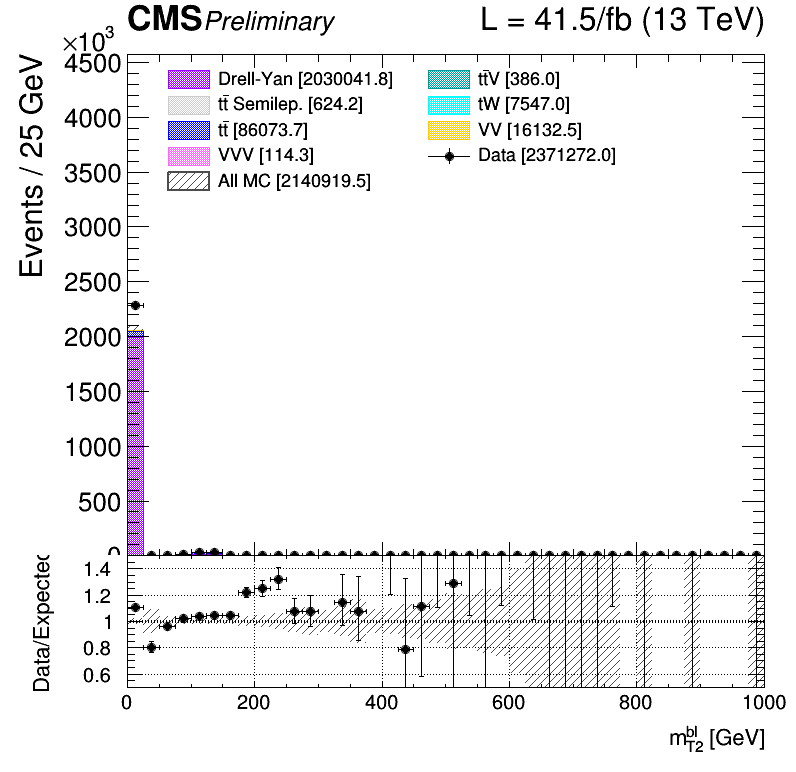 CMS Preliminary L = 41.5/fb (13 TeV)
×10³
Events / 25 GeV
4500
4000
3500
3000
2500
2000
1500
1000
500
0
Drell-Yan [2030041.8]
tt̄ Semilep. [624.2]
tt̄ [86073.7]
VVV [114.3]
All MC [2140919.5]
tt̄V [386.0]
tW [7547.0]
VV [16132.5]
Data [2371272.0]
Data/Expected
1.4
1.2
1
0.8
0.6
0 200 400 600 800 1000
m_{T2}^{bl} [GeV]